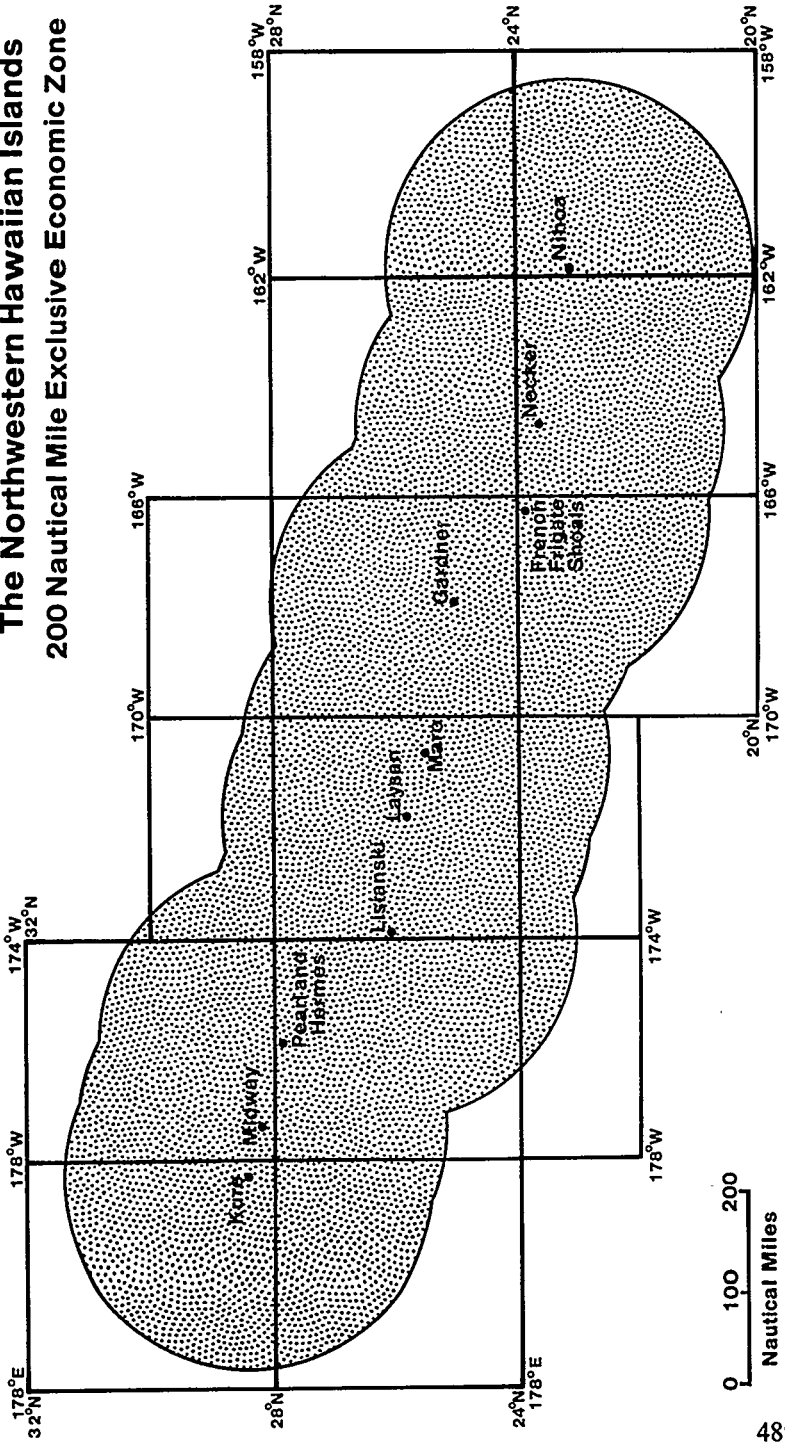 The Northwestern Hawaiian Islands
200 Nautical Mile Exclusive Economic Zone
178°E
32°N
174°W
32°N
178°W
170°W
166°W
162°W
158°W
28°N
28°N
24°N
24°N
178°E
178°W
174°W
20°N
170°W
166°W
162°W
20°N
158°W
Kure
Midway
Pearl and
Hermes
Lisianski
Laysan
Maro
Gardner
French
Frigate
Shoals
Necker
Nihoa
0 100 200
Nautical Miles
48